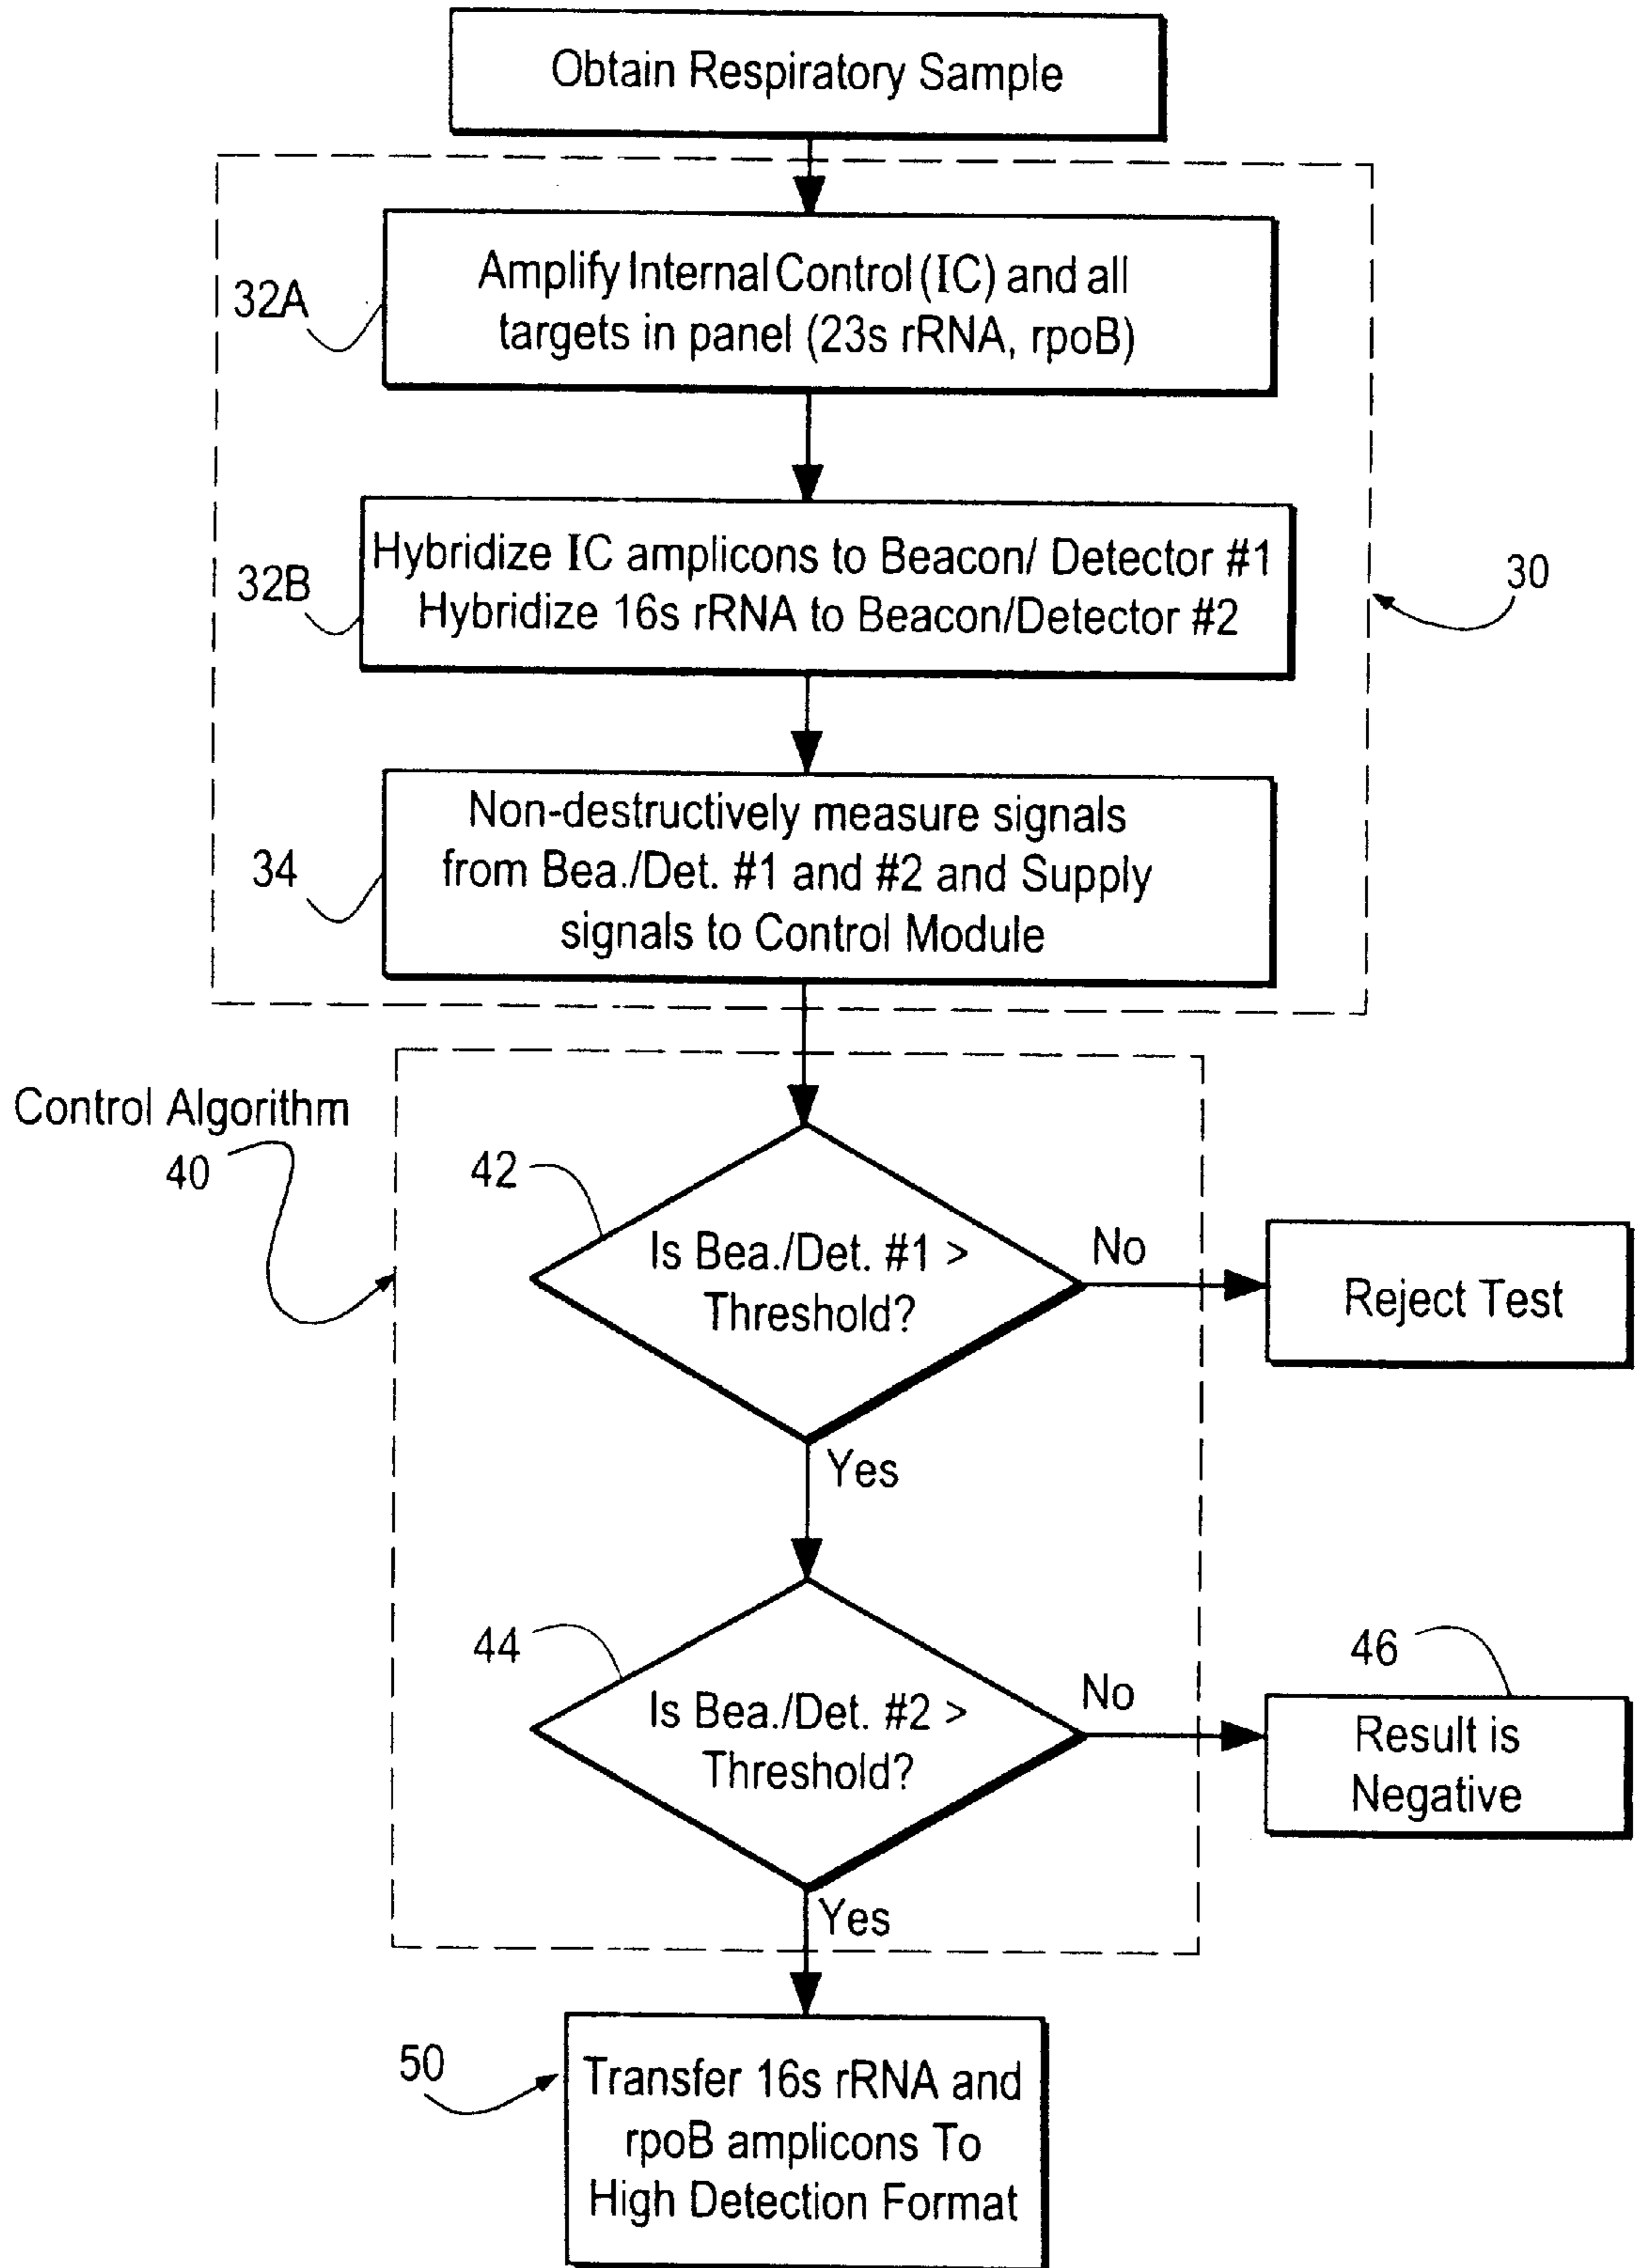 Obtain Respiratory Sample
32A
Amplify Internal Control (IC) and all
targets in panel (23s rRNA, rpoB)
32B
Hybridize IC amplicons to Beacon/ Detector #1
Hybridize 16s rRNA to Beacon/Detector #2
30
34
Non-destructively measure signals
from Bea./Det. #1 and #2 and Supply
signals to Control Module
Control Algorithm
40
42
Is Bea./Det. #1 >
Threshold?
No
Reject Test
Yes
44
Is Bea./Det. #2 >
Threshold?
No
46
Result is
Negative
Yes
50
Transfer 16s rRNA and
rpoB amplicons To
High Detection Format